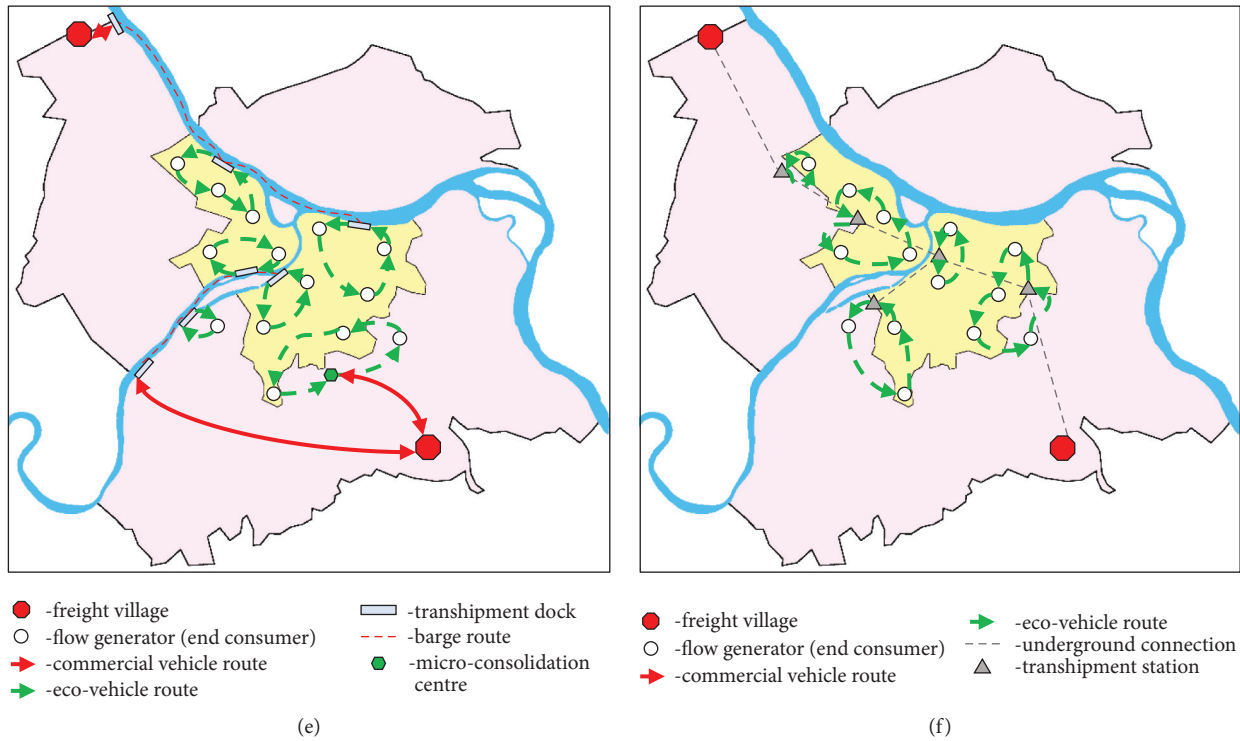 -freight village
-flow generator (end consumer)
-commercial vehicle route
-eco-vehicle route
-transhipment dock
-barge route
-micro-consolidation
centre
(e)
-freight village
-flow generator (end consumer)
-commercial vehicle route
-eco-vehicle route
-underground connection
-transhipment station
(f)